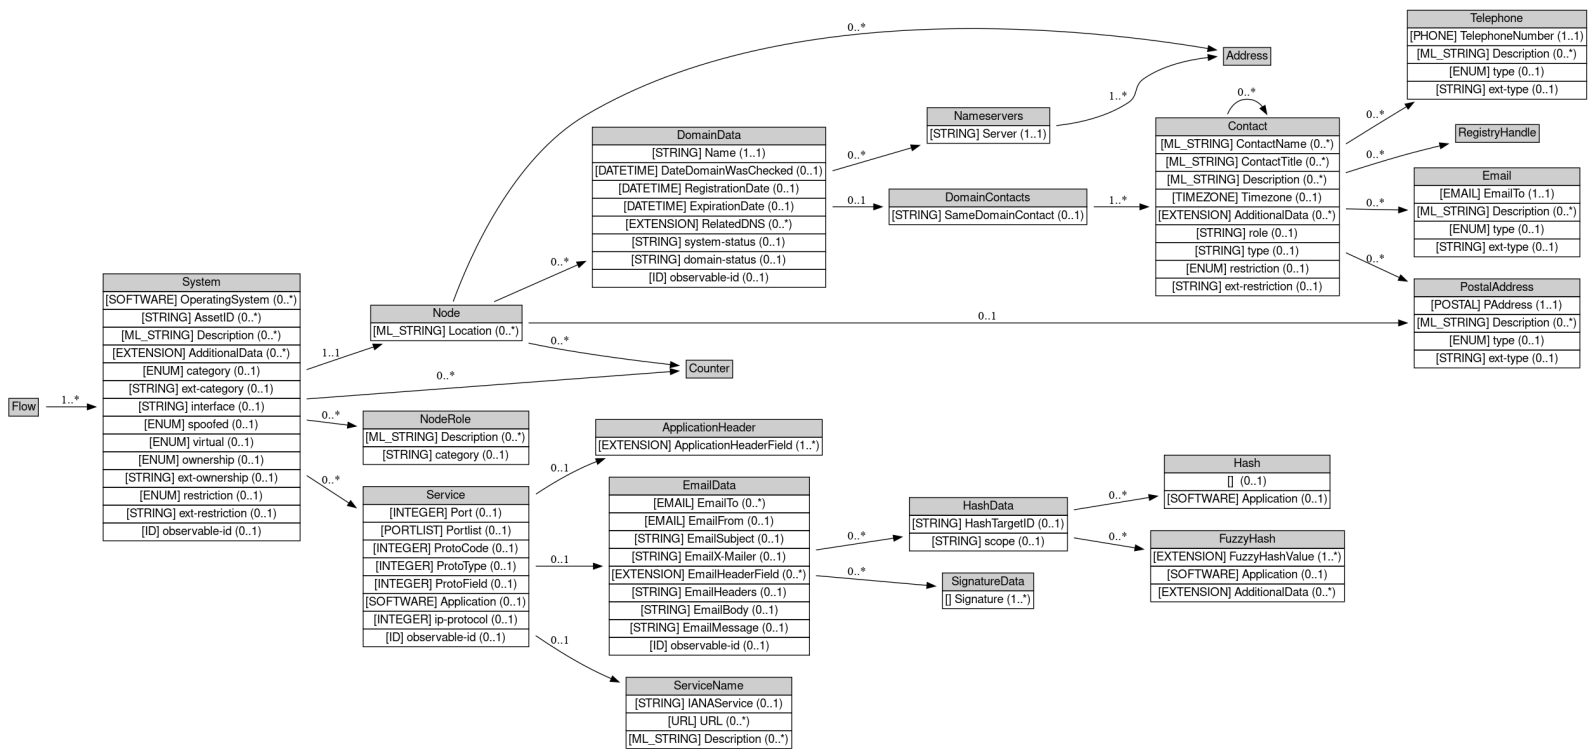 Flow
1..*
System
[SOFTWARE] OperatingSystem (0..*)
[STRING] AssetID (0..*)
[ML_STRING] Description (0..*)
[EXTENSION] AdditionalData (0..*)
[ENUM] category (0..1)
[STRING] ext-category (0..1)
[STRING] interface (0..1)
[ENUM] spoofed (0..1)
[ENUM] virtual (0..1)
[ENUM] ownership (0..1)
[STRING] ext-ownership (0..1)
[ENUM] restriction (0..1)
[STRING] ext-restriction (0..1)
[ID] observable-id (0..1)
1..1
0..*
0..*
0..*
Node
[ML_STRING] Location (0..*)
0..*
0..*
0..1
0..*
Counter
NodeRole
[ML_STRING] Description (0..*)
[STRING] category (0..1)
Service
[INTEGER] Port (0..1)
[PORTLIST] Portlist (0..1)
[INTEGER] ProtoCode (0..1)
[INTEGER] ProtoType (0..1)
[INTEGER] ProtoField (0..1)
[SOFTWARE] Application (0..1)
[INTEGER] ip-protocol (0..1)
[ID] observable-id (0..1)
0..1
0..1
0..1
DomainData
[STRING] Name (1..1)
[DATETIME] DateDomainWasChecked (0..1)
[DATETIME] RegistrationDate (0..1)
[DATETIME] ExpirationDate (0..1)
[EXTENSION] RelatedDNS (0..*)
[STRING] system-status (0..1)
[STRING] domain-status (0..1)
[ID] observable-id (0..1)
0..*
0..1
Nameservers
[STRING] Server (1..1)
1..*
Address
DomainContacts
[STRING] SameDomainContact (0..1)
1..*
0..*
Contact
[ML_STRING] ContactName (0..*)
[ML_STRING] ContactTitle (0..*)
[ML_STRING] Description (0..*)
[TIMEZONE] Timezone (0..1)
[EXTENSION] AdditionalData (0..*)
[STRING] role (0..1)
[STRING] type (0..1)
[ENUM] restriction (0..1)
[STRING] ext-restriction (0..1)
0..*
0..*
0..*
0..*
Telephone
[PHONE] TelephoneNumber (1..1)
[ML_STRING] Description (0..*)
[ENUM] type (0..1)
[STRING] ext-type (0..1)
RegistryHandle
Email
[EMAIL] EmailTo (1..1)
[ML_STRING] Description (0..*)
[ENUM] type (0..1)
[STRING] ext-type (0..1)
PostalAddress
[POSTAL] PAddress (1..1)
[ML_STRING] Description (0..*)
[ENUM] type (0..1)
[STRING] ext-type (0..1)
ApplicationHeader
[EXTENSION] ApplicationHeaderField (1..*)
EmailData
[EMAIL] EmailTo (0..*)
[EMAIL] EmailFrom (0..1)
[STRING] EmailSubject (0..1)
[STRING] EmailX-Mailer (0..1)
[EXTENSION] EmailHeaderField (0..*)
[STRING] EmailHeaders (0..1)
[STRING] EmailBody (0..1)
[STRING] EmailMessage (0..1)
[ID] observable-id (0..1)
0..*
0..*
ServiceName
[STRING] IANAService (0..1)
[URL] URL (0..*)
[ML_STRING] Description (0..*)
HashData
[STRING] HashTargetID (0..1)
[STRING] scope (0..1)
0..*
0..*
SignatureData
[] Signature (1..*)
Hash
[] (0..1)
[SOFTWARE] Application (0..1)
FuzzyHash
[EXTENSION] FuzzyHashValue (1..*)
[SOFTWARE] Application (0..1)
[EXTENSION] AdditionalData (0..*)